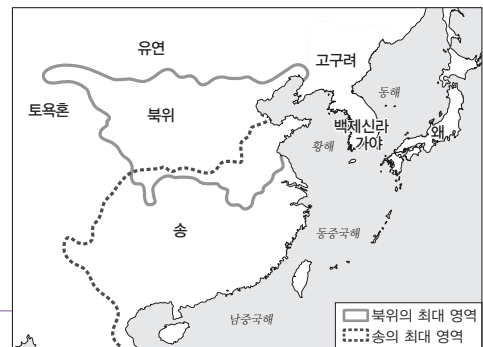 유연
고구려
동해
토욕혼
북위
백제신라
가야
왜
황해
송
동중국해
남중국해
북위의 최대 영역
송의 최대 영역